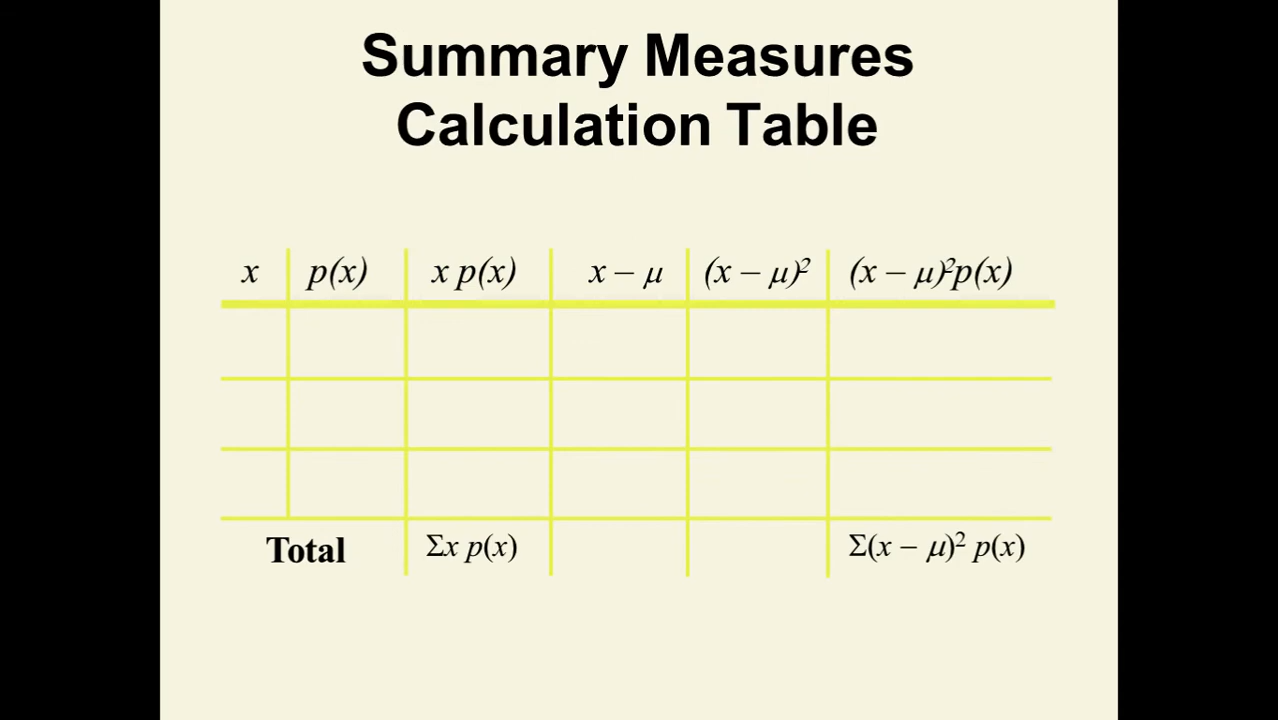 Summary Measures
Calculation Table
x p(x) x p(x) x – μ (x – μ)² (x – μ)²p(x)
Total Σx p(x) Σ(x – μ)² p(x)